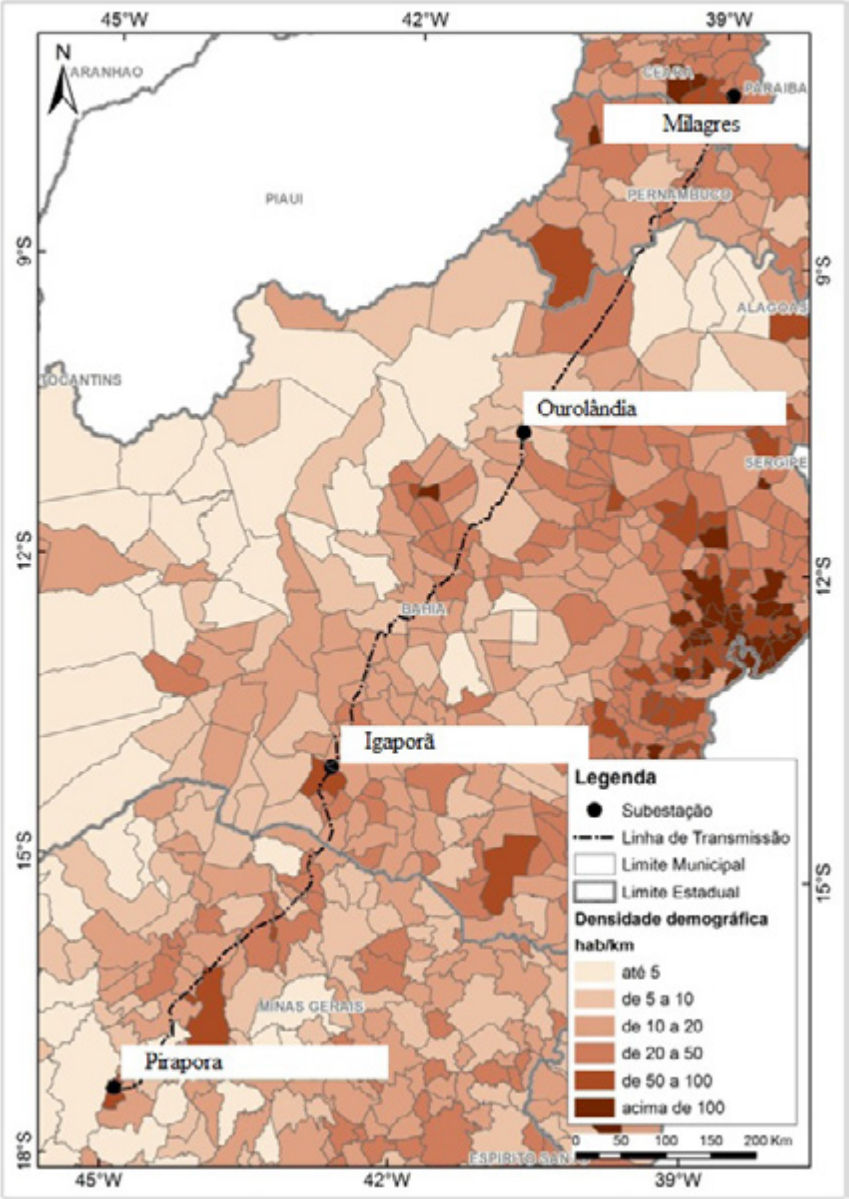 45°W 42°W 39°W
N
ARANHAO
CEARA
PARAIBA
Milagres
PIAUI
PERNAMBUCO
9°S
9°S
ALAGOAS
TOCANTINS
Ourolândia
SERGIPE
12°S
12°S
BAHIA
Igaporã
Legenda
Subestação
Linha de Transmissão
Limite Municipal
Limite Estadual
15°S
15°S
Densidade demográfica
hab/km
até 5
de 5 a 10
de 10 a 20
de 20 a 50
de 50 a 100
acima de 100
MINAS GERAIS
Pirapora
0 50 100 150 200 Km
18°S
ESPIRITO SAN
45°W 42°W 39°W